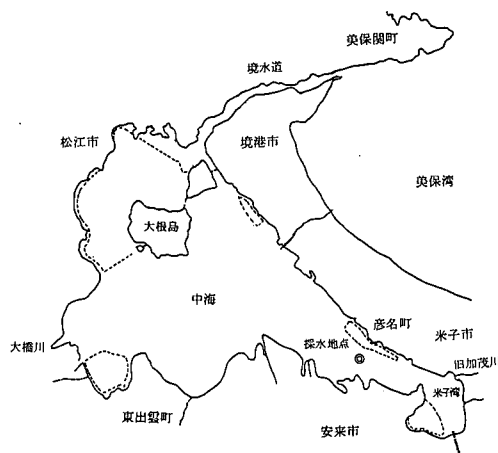 美保関町
境水道
松江市
境港市
美保湾
大根島
中海
彦名町
米子市
採水地点
大橋川
旧加茂川
米子湾
東出雲町
安来市